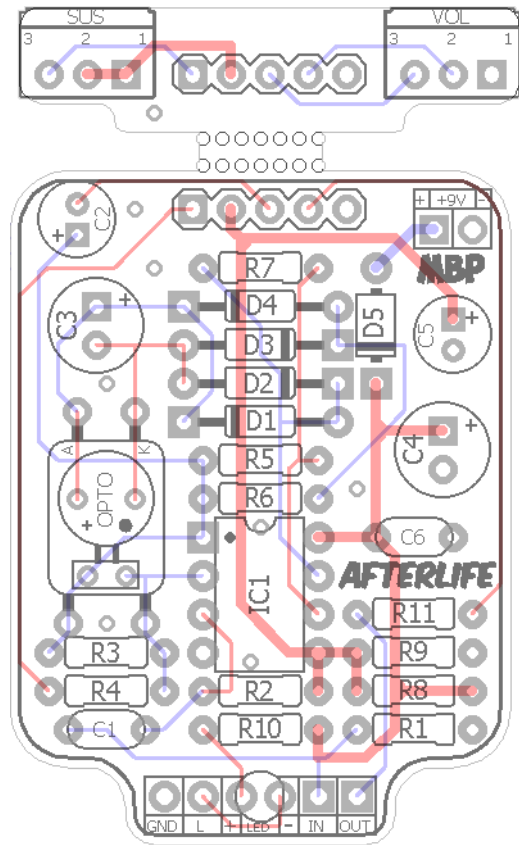 SUS VOL
3 2 1 3 2 1
C2 + +9V -
+ MBP
R7
C3 + D4 D5 C5 +
D3
D2
D1 C4 +
A K R5
OPTO R6
+ C6
IC1 AFTERLIFE
R11
R3 R9
R4 R2 R8
C1 R10 R1
GND L + LED - IN OUT